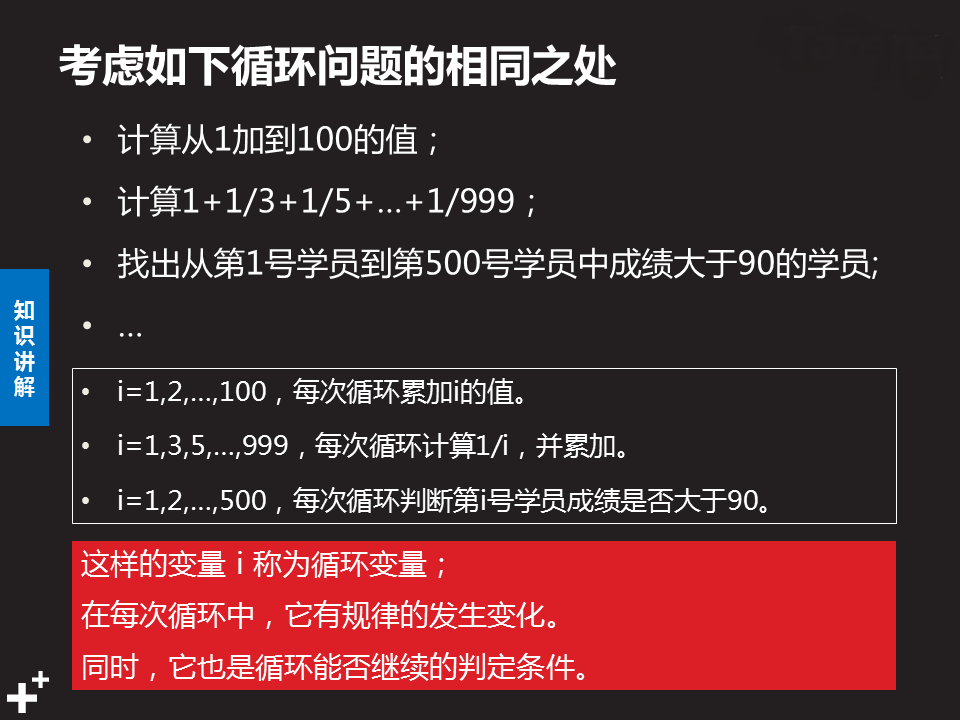 考虑如下循环问题的相同之处
• 计算从1加到100的值；
• 计算1+1/3+1/5+…+1/999；
• 找出从第1号学员到第500号学员中成绩大于90的学员;
• …
知识讲解
• i=1,2,…,100，每次循环累加i的值。
• i=1,3,5,…,999，每次循环计算1/i，并累加。
• i=1,2,…,500，每次循环判断第i号学员成绩是否大于90。
这样的变量 i 称为循环变量；
在每次循环中，它有规律的发生变化。
同时，它也是循环能否继续的判定条件。